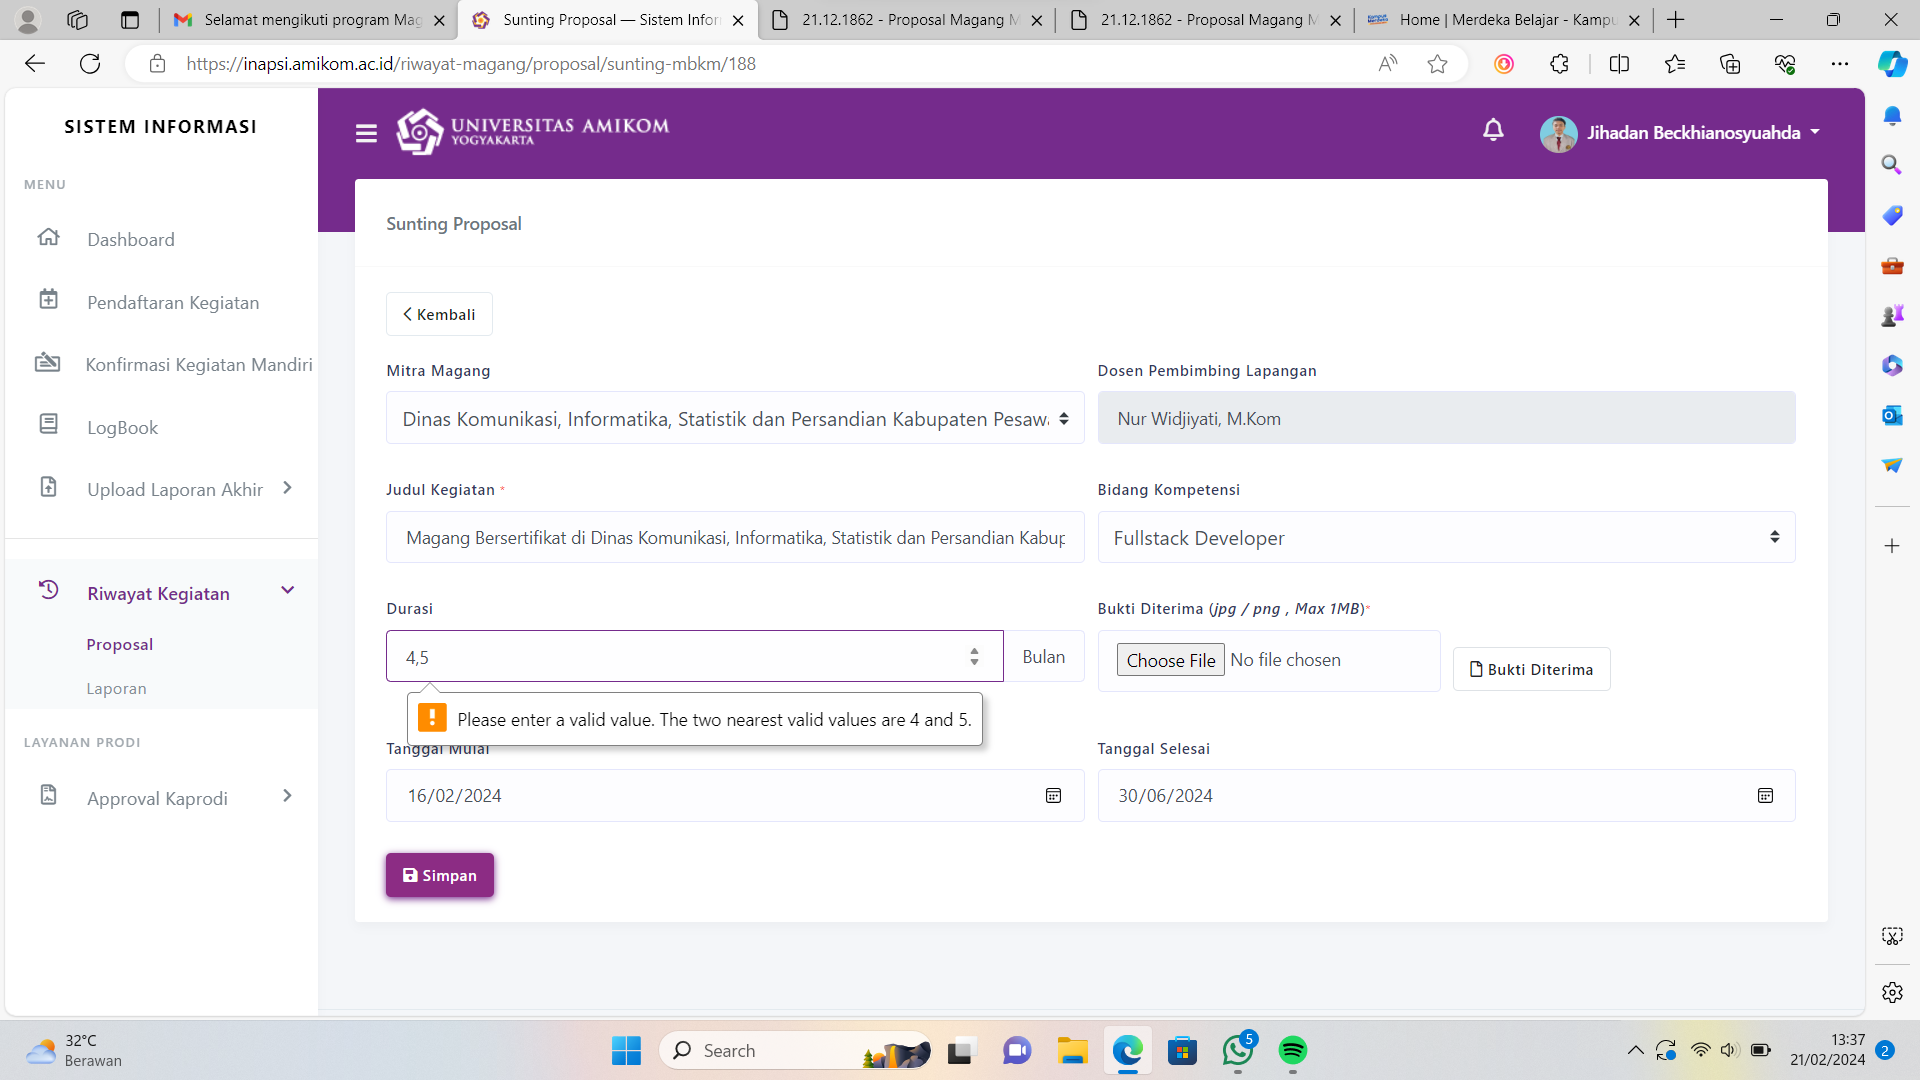 Selamat mengikuti program Mag
Sunting Proposal — Sistem Infor
21.12.1862 - Proposal Magang M
21.12.1862 - Proposal Magang M
Home | Merdeka Belajar - Kampu
https://inapsi.amikom.ac.id/riwayat-magang/proposal/sunting-mbkm/188
SISTEM INFORMASI
MENU
Dashboard
Pendaftaran Kegiatan
Konfirmasi Kegiatan Mandiri
LogBook
Upload Laporan Akhir
Riwayat Kegiatan
Proposal
Laporan
LAYANAN PRODI
Approval Kaprodi
UNIVERSITAS AMIKOM
YOGYAKARTA
Jihadan Beckhianosyuahda
Sunting Proposal
Kembali
Mitra Magang
Dinas Komunikasi, Informatika, Statistik dan Persandian Kabupaten Pesawa
Dosen Pembimbing Lapangan
Nur Widjiyati, M.Kom
Judul Kegiatan *
Magang Bersertifikat di Dinas Komunikasi, Informatika, Statistik dan Persandian Kabup
Bidang Kompetensi
Fullstack Developer
Durasi
4,5
Bulan
Please enter a valid value. The two nearest valid values are 4 and 5.
Bukti Diterima (jpg / png , Max 1MB)*
Choose File No file chosen
Bukti Diterima
Tanggal Mulai
16/02/2024
Tanggal Selesai
30/06/2024
Simpan
32°C
Berawan
Search
5
13:37
21/02/2024
2